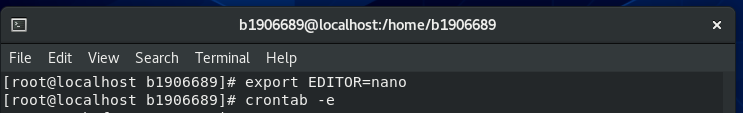 b1906689@localhost:/home/b1906689
File Edit View Search Terminal Help
[root@localhost b1906689]# export EDITOR=nano
[root@localhost b1906689]# crontab -e